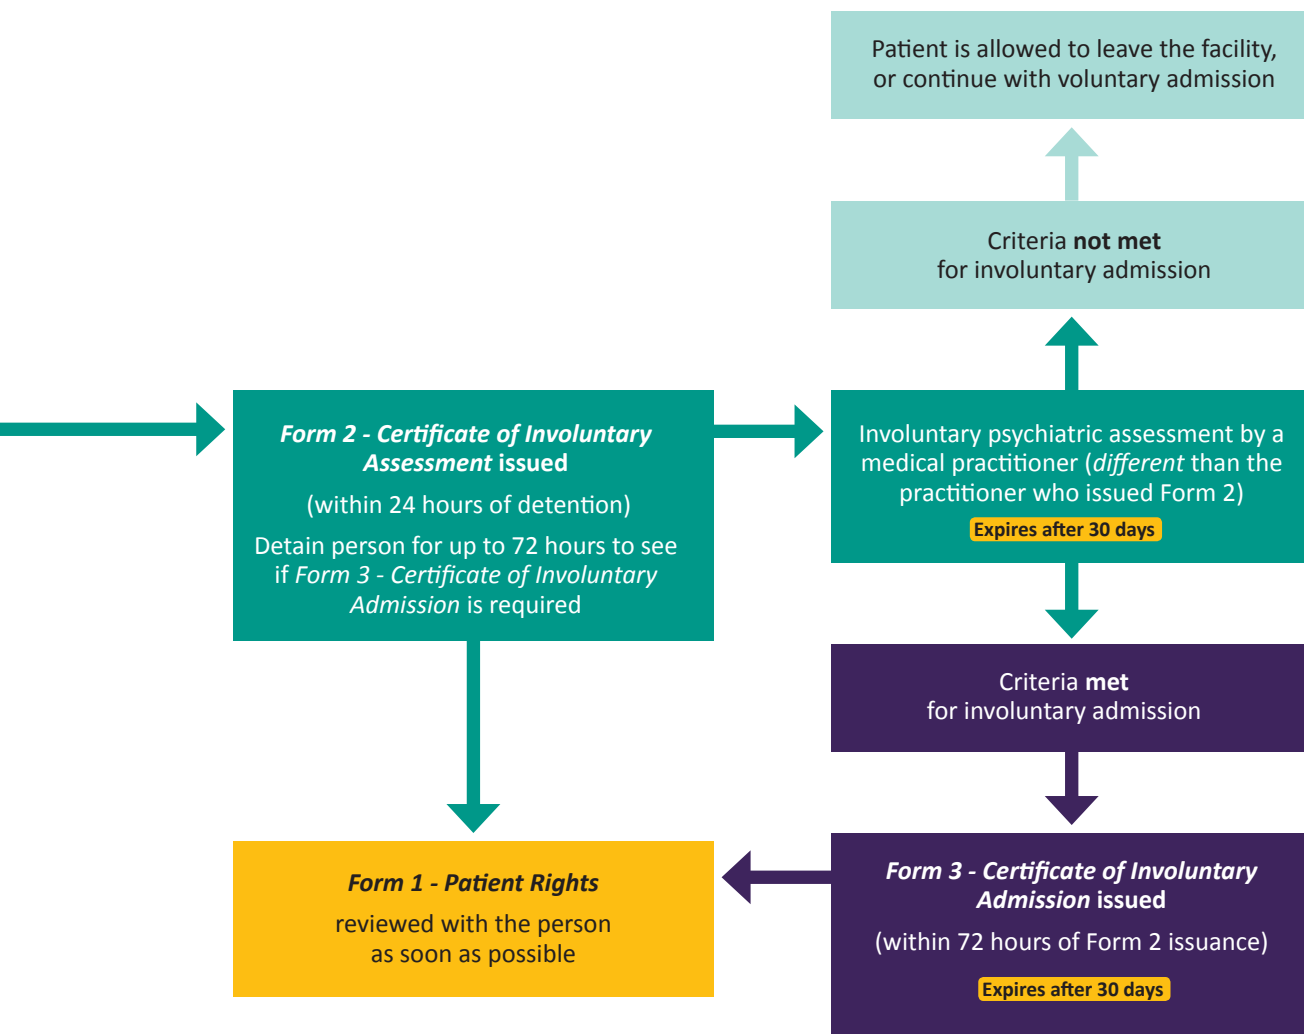 Patient is allowed to leave the facility,
or continue with voluntary admission
Criteria not met
for involuntary admission
Form 2 - Certificate of Involuntary
Assessment issued
(within 24 hours of detention)
Detain person for up to 72 hours to see
if Form 3 - Certificate of Involuntary
Admission is required
Involuntary psychiatric assessment by a
medical practitioner (different than the
practitioner who issued Form 2)
Expires after 30 days
Criteria met
for involuntary admission
Form 1 - Patient Rights
reviewed with the person
as soon as possible
Form 3 - Certificate of Involuntary
Admission issued
(within 72 hours of Form 2 issuance)
Expires after 30 days